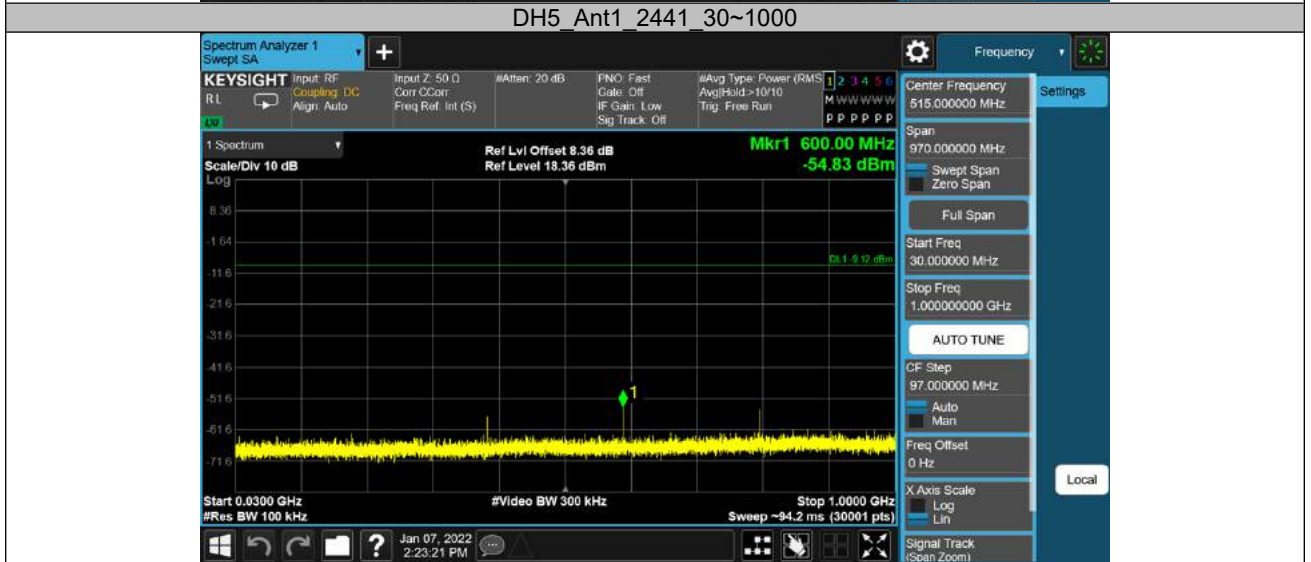 DH5_Ant1_2441_30~1000
Spectrum Analyzer 1
Swept SA
+
Frequency
KEYSIGHT
RL
Input: RF
Coupling: DC
Align: Auto
Input Z: 50 Ω
Corr CCorr
Freq Ref: Int (S)
#Atten: 20 dB
PNO: Fast
Gate: Off
IF Gain: Low
Sig Track: Off
#Avg Type: Power (RMS
Avg|Hold:>10/10
Trig: Free Run
1 2 3 4 5 6
M W W W W W
P P P P P P
1 Spectrum
Scale/Div 10 dB
Log
Ref Lvl Offset 8.36 dB
Ref Level 18.36 dBm
Mkr1 600.00 MHz
-54.83 dBm
8.36
-1.64
-11.6
-21.6
-31.6
-41.6
-51.6
-61.6
-71.6
DL1 -9.12 dBm
1
Start 0.0300 GHz
#Res BW 100 kHz
#Video BW 300 kHz
Stop 1.0000 GHz
Sweep ~94.2 ms (30001 pts)
Center Frequency
515.000000 MHz
Span
970.000000 MHz
Swept Span
Zero Span
Full Span
Start Freq
30.000000 MHz
Stop Freq
1.000000000 GHz
AUTO TUNE
CF Step
97.000000 MHz
Auto
Man
Freq Offset
0 Hz
X Axis Scale
Log
Lin
Signal Track
(Span Zoom)
Settings
Local
?
Jan 07, 2022
2:23:21 PM